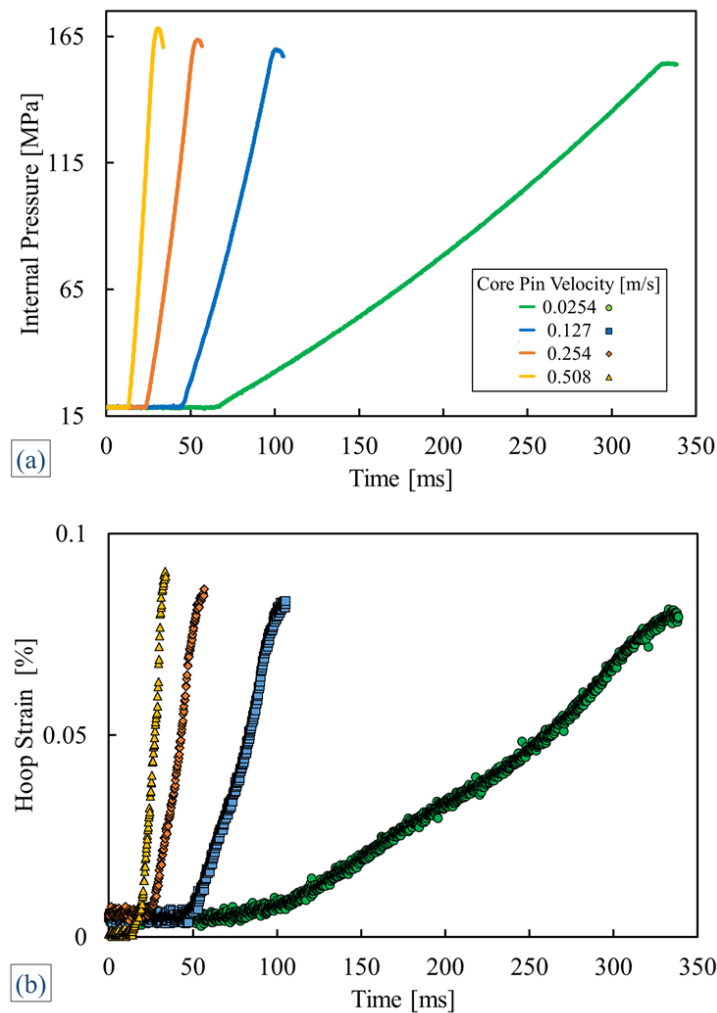 165
115
65
15
Internal Pressure [MPa]
Core Pin Velocity [m/s]
0.0254
0.127
0.254
0.508
0 50 100 150 200 250 300 350
Time [ms]
(a)
0.1
0.05
0
Hoop Strain [%]
0 50 100 150 200 250 300 350
Time [ms]
(b)